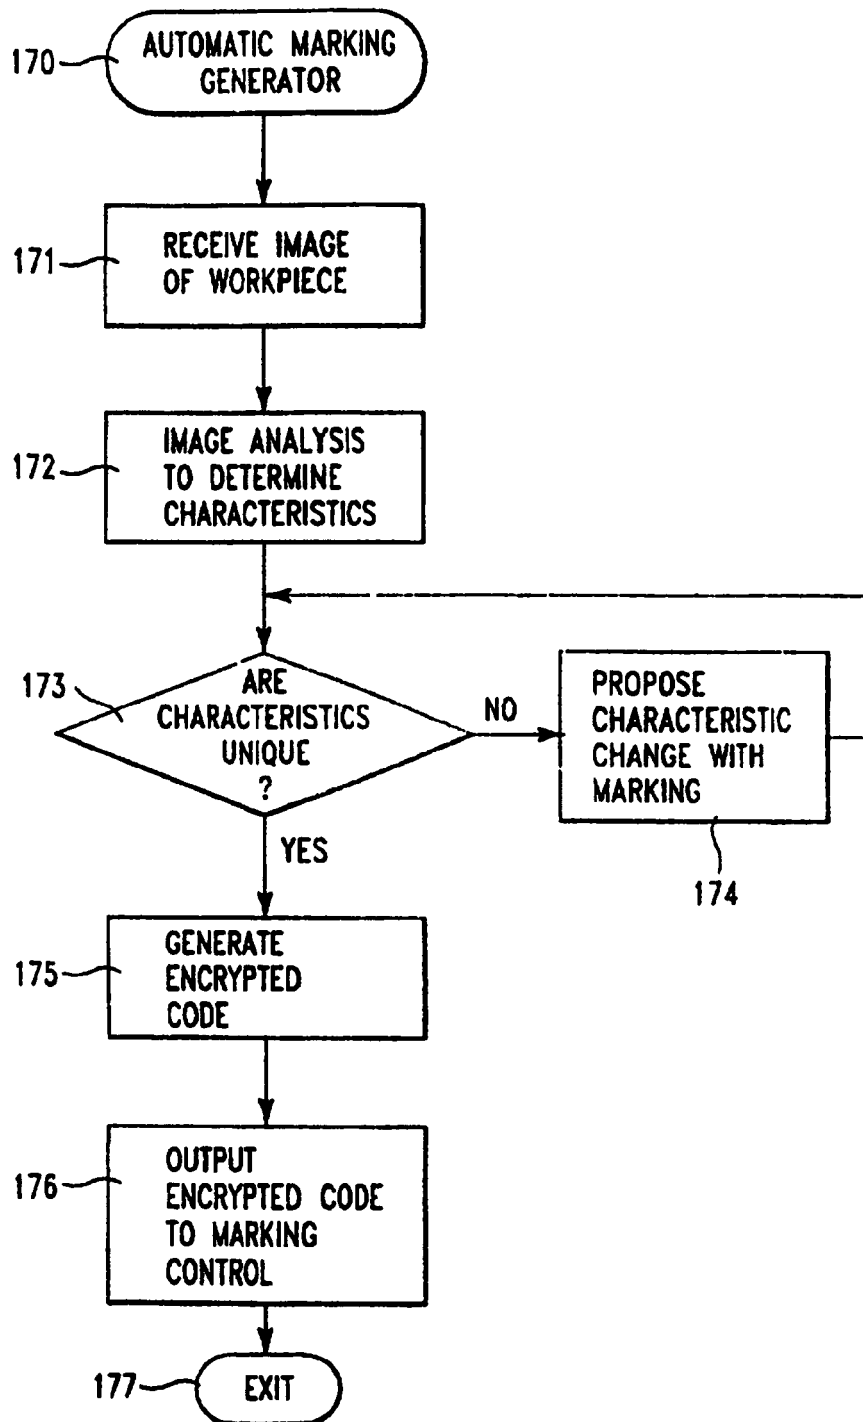 170
AUTOMATIC MARKING
GENERATOR
171
RECEIVE IMAGE
OF WORKPIECE
172
IMAGE ANALYSIS
TO DETERMINE
CHARACTERISTICS
173
ARE
CHARACTERISTICS
UNIQUE
?
NO
PROPOSE
CHARACTERISTIC
CHANGE WITH
MARKING
174
YES
175
GENERATE
ENCRYPTED
CODE
176
OUTPUT
ENCRYPTED CODE
TO MARKING
CONTROL
177
EXIT